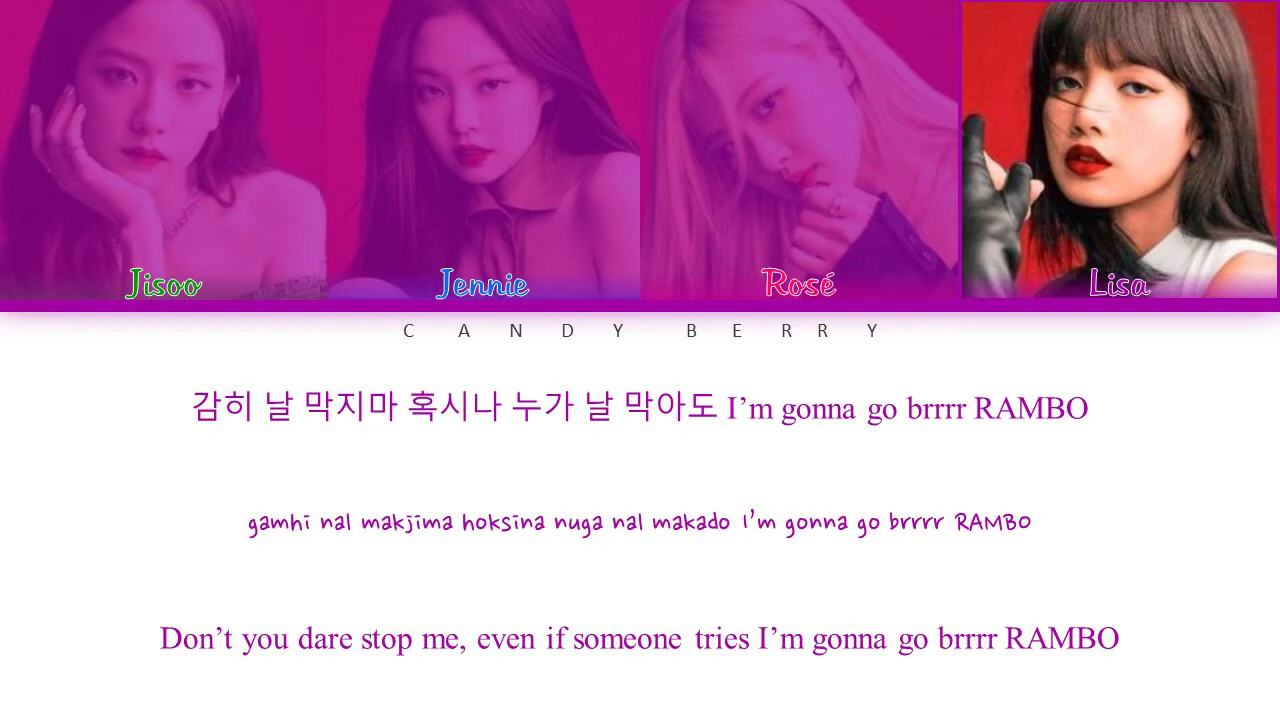 Jisoo Jennie Rosé Lisa
CANDY BERRY
감히 날 막지마 혹시나 누가 날 막아도 I’m gonna go brrrr RAMBO
gamhi nal makjima hoksina nuga nal makado I’m gonna go brrrr RAMBO
Don’t you dare stop me, even if someone tries I’m gonna go brrrr RAMBO